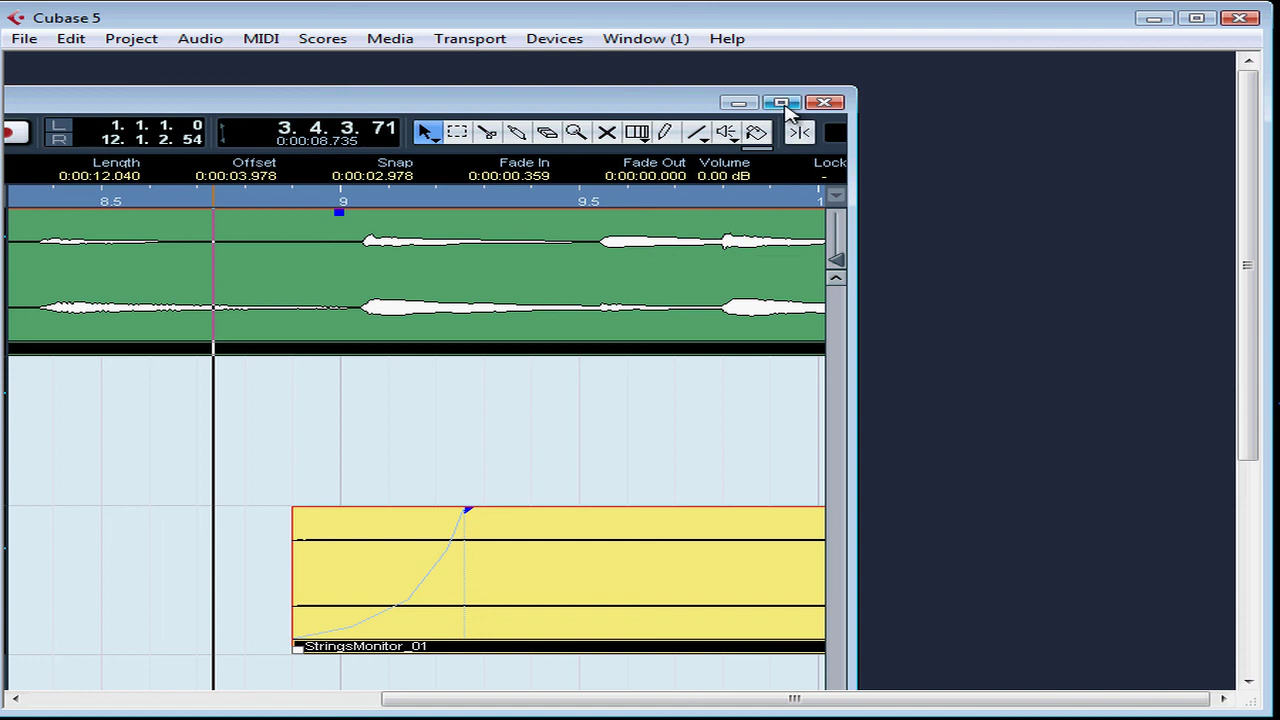 Cubase 5
File Edit Project Audio MIDI Scores Media Transport Devices Window (1) Help
L 1. 1. 1. 0
R 12. 1. 2. 54
3. 4. 3. 71
0:00:08.735
Length Offset Snap Fade In Fade Out Volume Lock
0:00:12.040 0:00:03.978 0:00:02.978 0:00:00.359 0:00:00.000 0.00 dB -
8.5 9 9.5 1
StringsMonitor_01